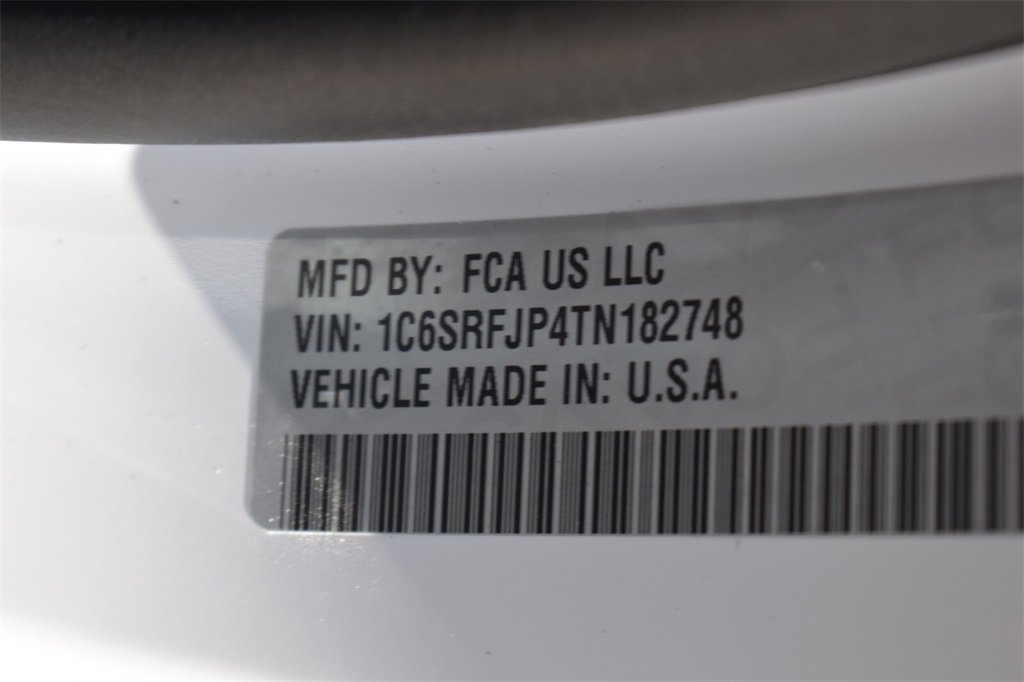 MFD BY: FCA US LLC
VIN: 1C6SRFJP4TN182748
VEHICLE MADE IN: U.S.A.